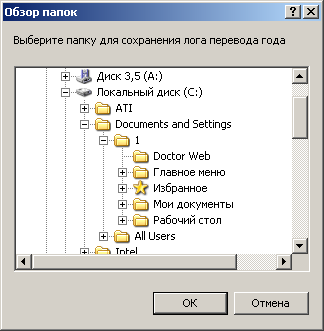 Обзор папок
Выберите папку для сохранения лога перевода года
Диск 3,5 (A:)
Локальный диск (C:)
ATI
Documents and Settings
1
Doctor Web
Главное меню
Избранное
Мои документы
Рабочий стол
All Users
Intel
OK
Отмена